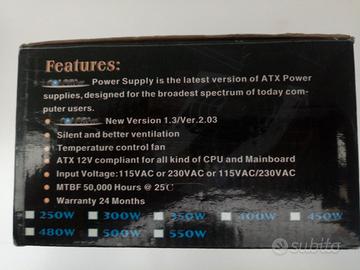 Features:
Power Supply is the latest version of ATX Power
supplies, designed for the broadest spectrum of today com-
puter users.
New Version 1.3/Ver.2.03
Silent and better ventilation
Temperature control fan
ATX 12V compliant for all kind of CPU and Mainboard
Input Voltage:115VAC or 230VAC or 115VAC/230VAC
MTBF 50,000 Hours @ 25℃
Warranty 24 Months
250W 300W 350W 400W 450W
480W 500W 550W
subito